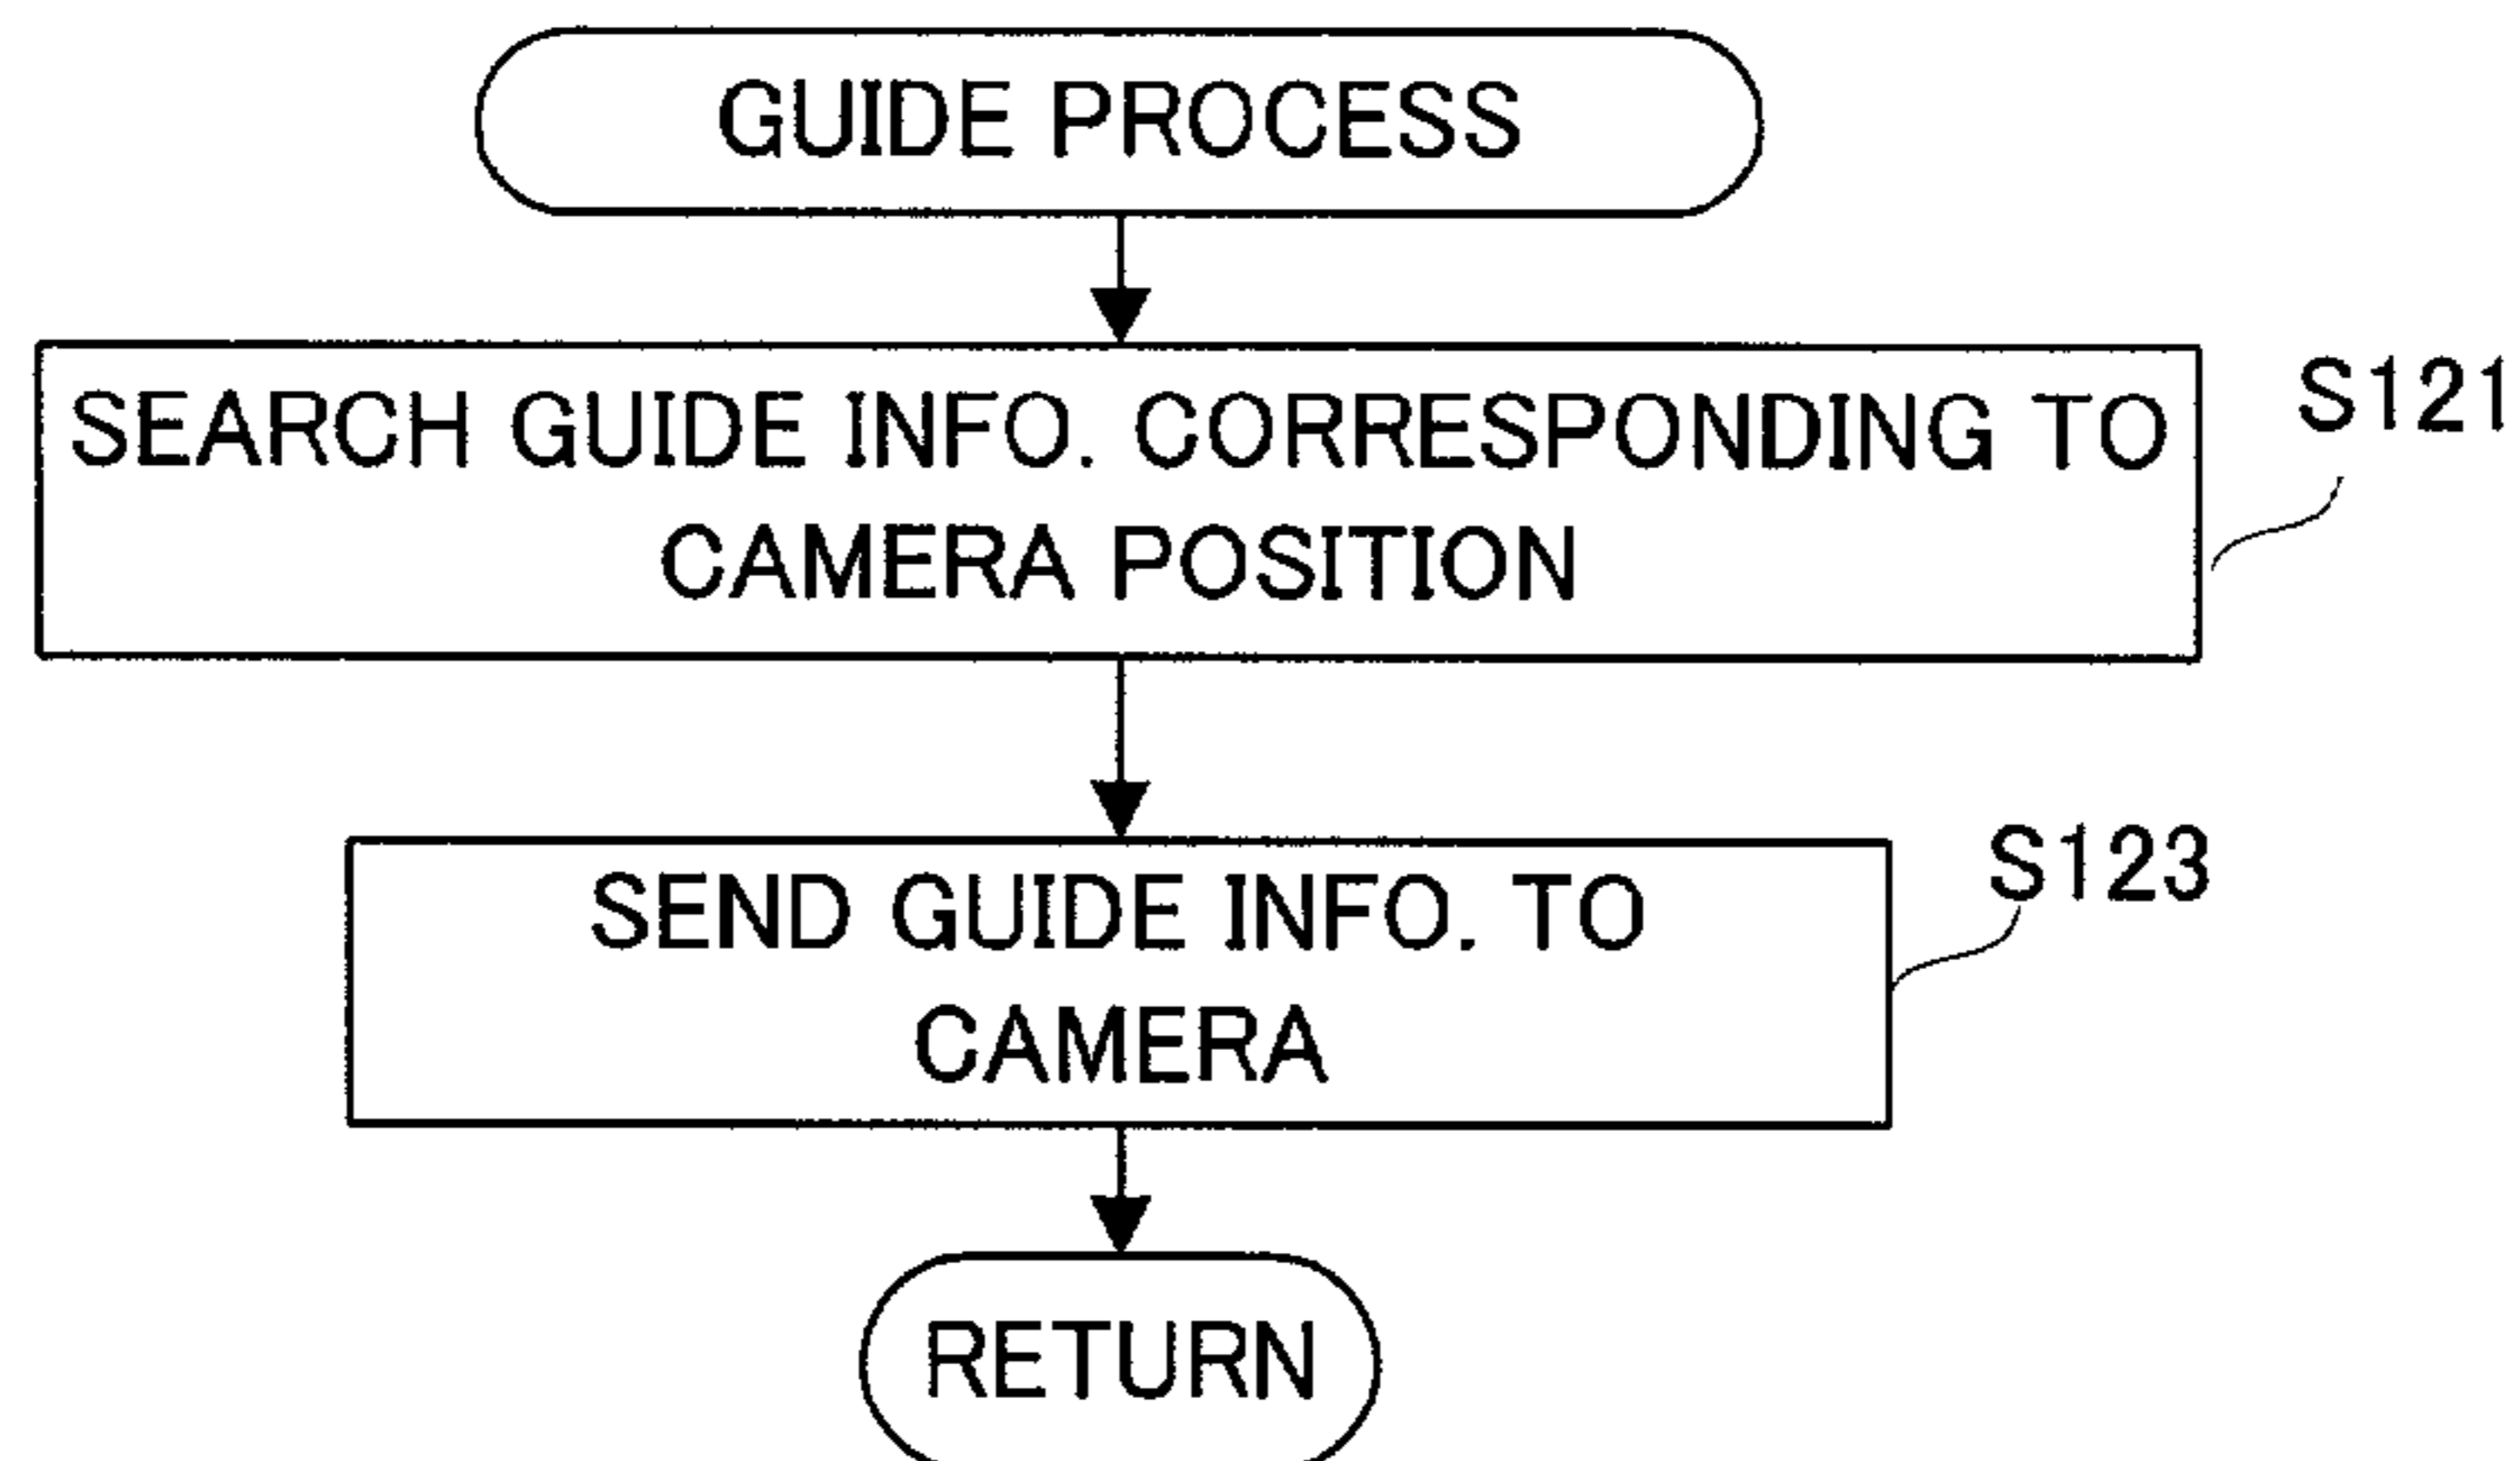 GUIDE PROCESS
SEARCH GUIDE INFO. CORRESPONDING TO
CAMERA POSITION
S121
SEND GUIDE INFO. TO
CAMERA
S123
RETURN